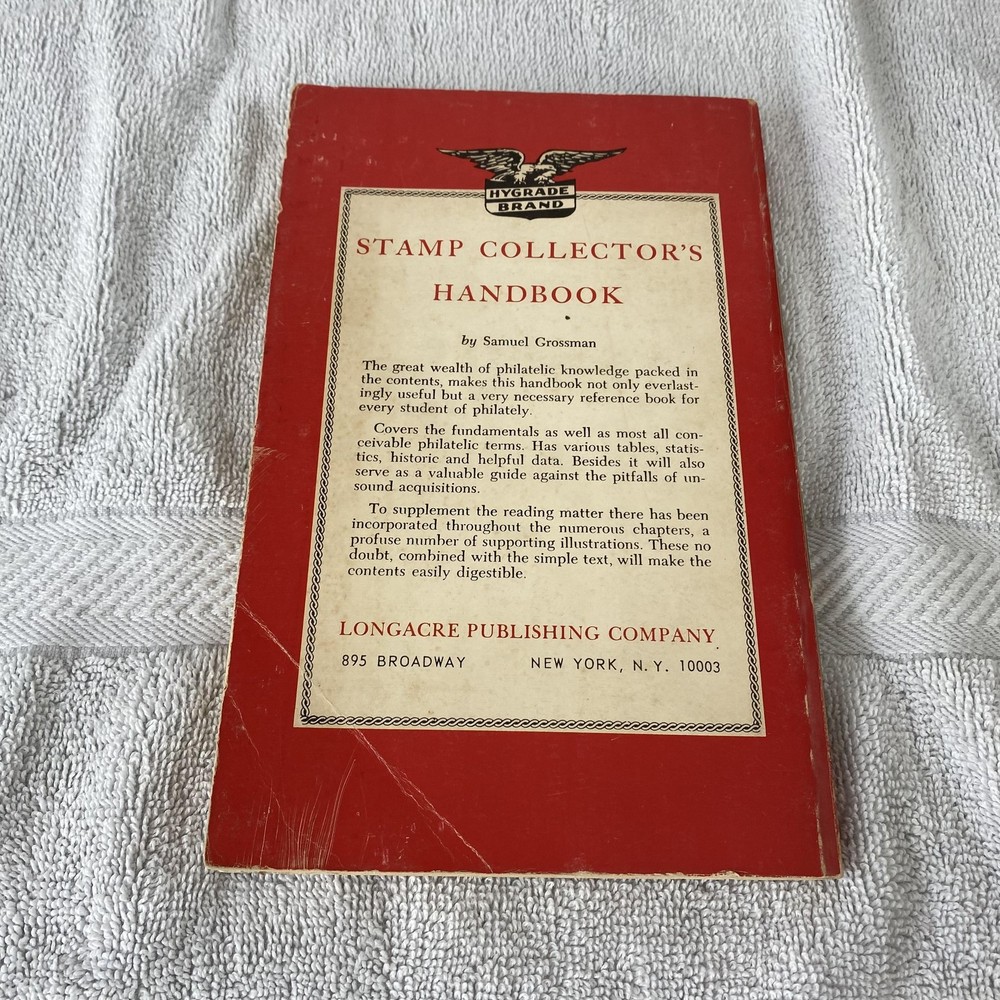 HYGRADE
BRAND
STAMP COLLECTOR'S
HANDBOOK
by Samuel Grossman
The great wealth of philatelic knowledge packed in
the contents, makes this handbook not only everlast-
ingly useful but a very necessary reference book for
every student of philately.
Covers the fundamentals as well as most all con-
ceivable philatelic terms. Has various tables, statis-
tics, historic and helpful data. Besides it will also
serve as a valuable guide against the pitfalls of un-
sound acquisitions.
To supplement the reading matter there has been
incorporated throughout the numerous chapters, a
profuse number of supporting illustrations. These no
doubt, combined with the simple text, will make the
contents easily digestible.
LONGACRE PUBLISHING COMPANY
895 BROADWAY NEW YORK, N. Y. 10003